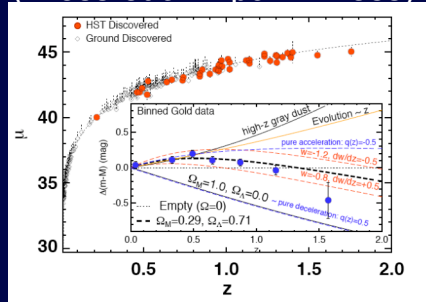 HST Discovered
Ground Discovered
45
40
35
30
μ
0.5
1.0
1.5
2.0
z
Binned Gold data
high-z gray dust
Evolution ~ z
pure acceleration: q(z)=-0.5
w=-1.2, dw/dz=-0.5
w=-0.8, dw/dz=+0.5
~ pure deceleration: q(z)=0.5
Ω_M=1.0, Ω_Λ=0.0
Empty (Ω=0)
Ω_M=0.29, Ω_Λ=0.71
Δ(m-M) (mag)
0.5
0.0
-0.5
0.0
0.5
1.0
1.5
2.0
z